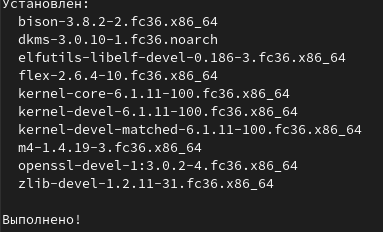 Установлен:
bison-3.8.2-2.fc36.x86_64
dkms-3.0.10-1.fc36.noarch
elfutils-libelf-devel-0.186-3.fc36.x86_64
flex-2.6.4-10.fc36.x86_64
kernel-core-6.1.11-100.fc36.x86_64
kernel-devel-6.1.11-100.fc36.x86_64
kernel-devel-matched-6.1.11-100.fc36.x86_64
m4-1.4.19-3.fc36.x86_64
openssl-devel-1:3.0.2-4.fc36.x86_64
zlib-devel-1.2.11-31.fc36.x86_64
Выполнено!